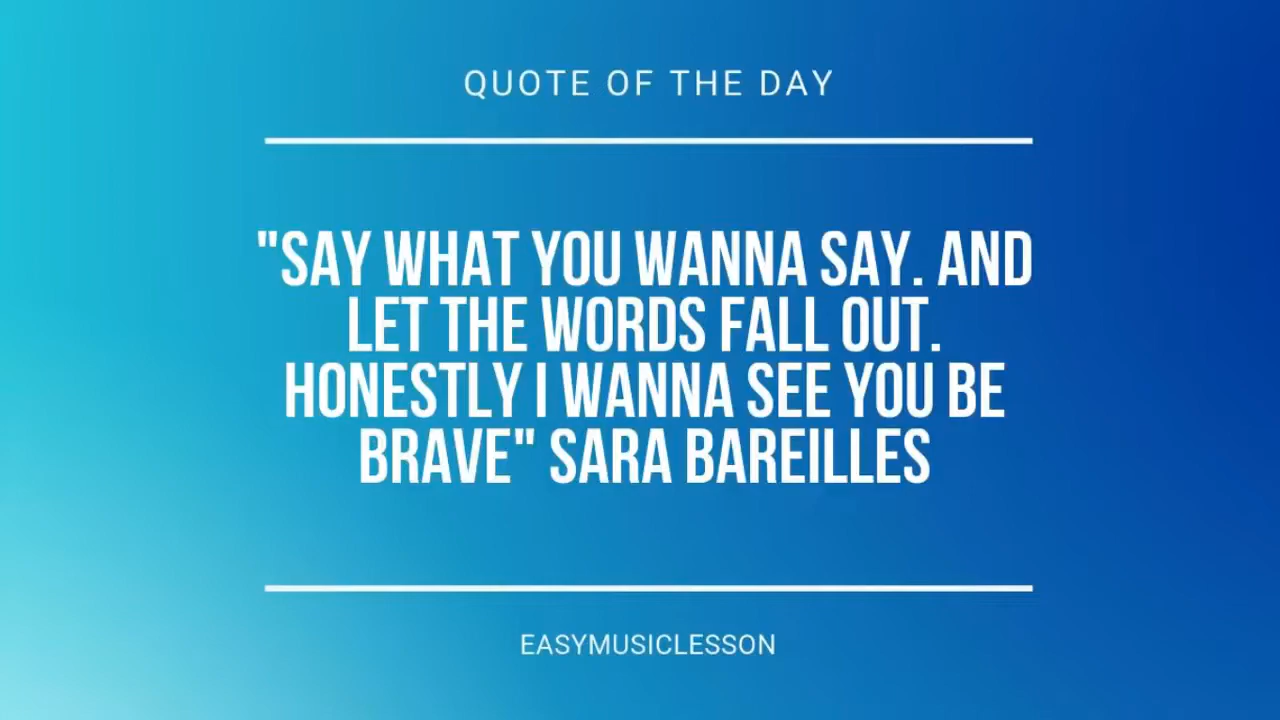 QUOTE OF THE DAY
"SAY WHAT YOU WANNA SAY. AND
LET THE WORDS FALL OUT.
HONESTLY I WANNA SEE YOU BE
BRAVE" SARA BAREILLES
EASYMUSICLESSON